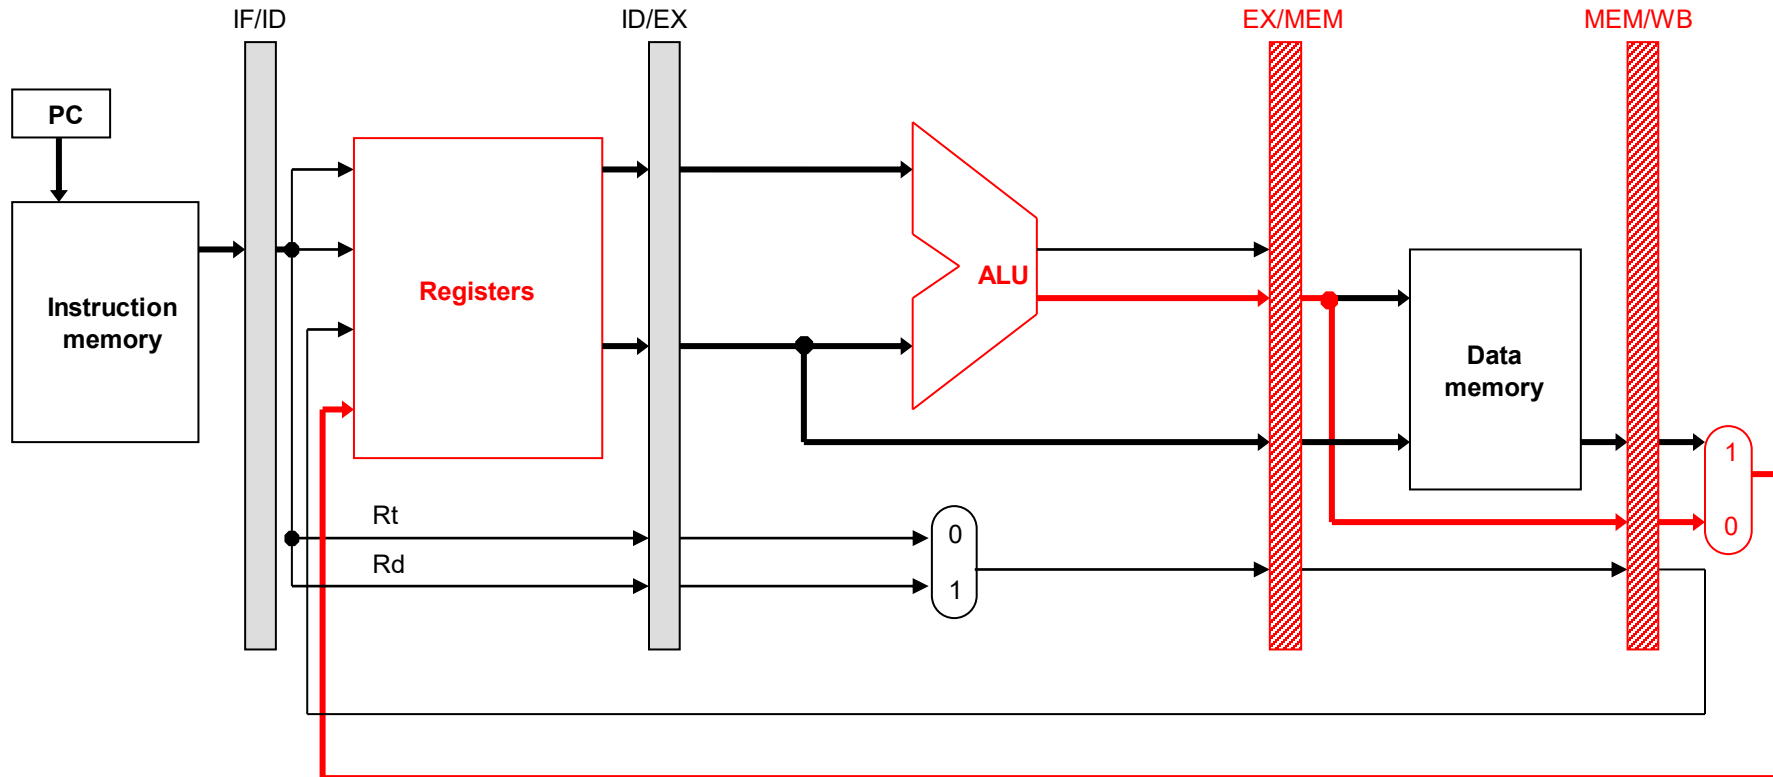 IF/ID
ID/EX
EX/MEM
MEM/WB
PC
Instruction
memory
Registers
ALU
Data
memory
1
0
Rt
Rd
0
1